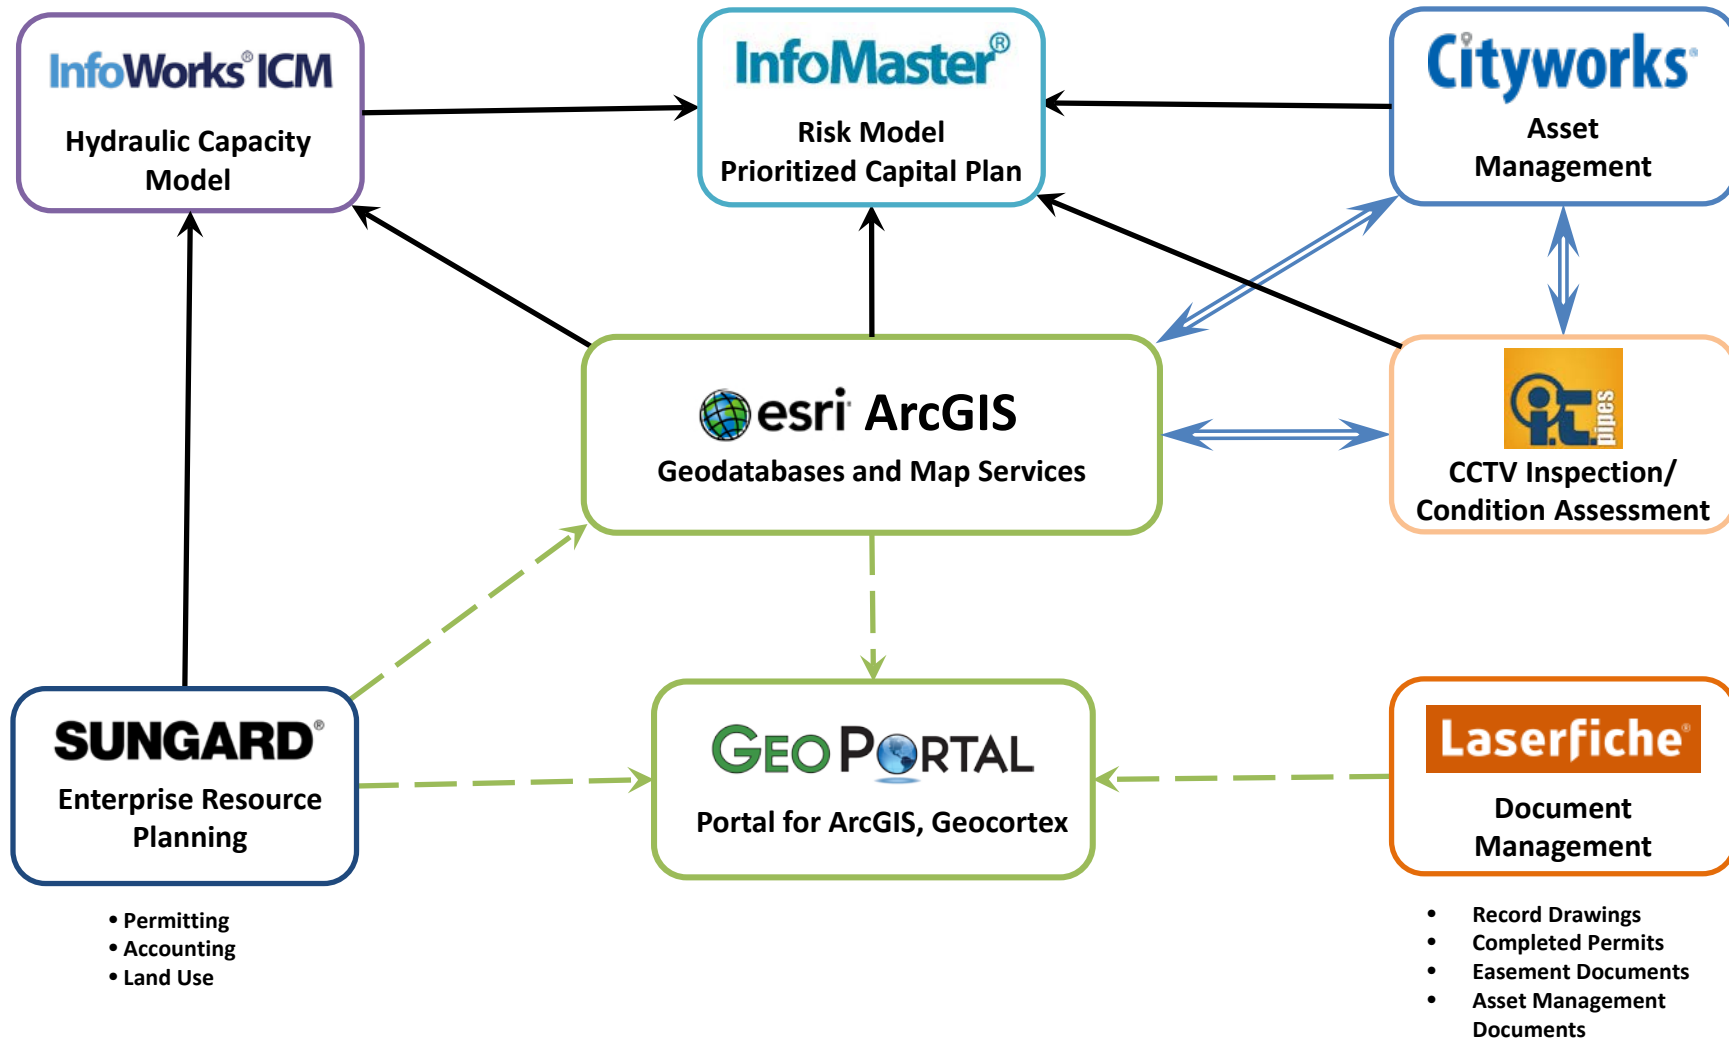 InfoWorks® ICM
Hydraulic Capacity
Model
InfoMaster®
Risk Model
Prioritized Capital Plan
Cityworks®
Asset
Management
esri ArcGIS
Geodatabases and Map Services
i.t. pipes
CCTV Inspection/
Condition Assessment
SUNGARD®
Enterprise Resource
Planning
• Permitting
• Accounting
• Land Use
GEOPORTAL
Portal for ArcGIS, Geocortex
Laserfiche®
Document
Management
• Record Drawings
• Completed Permits
• Easement Documents
• Asset Management
Documents